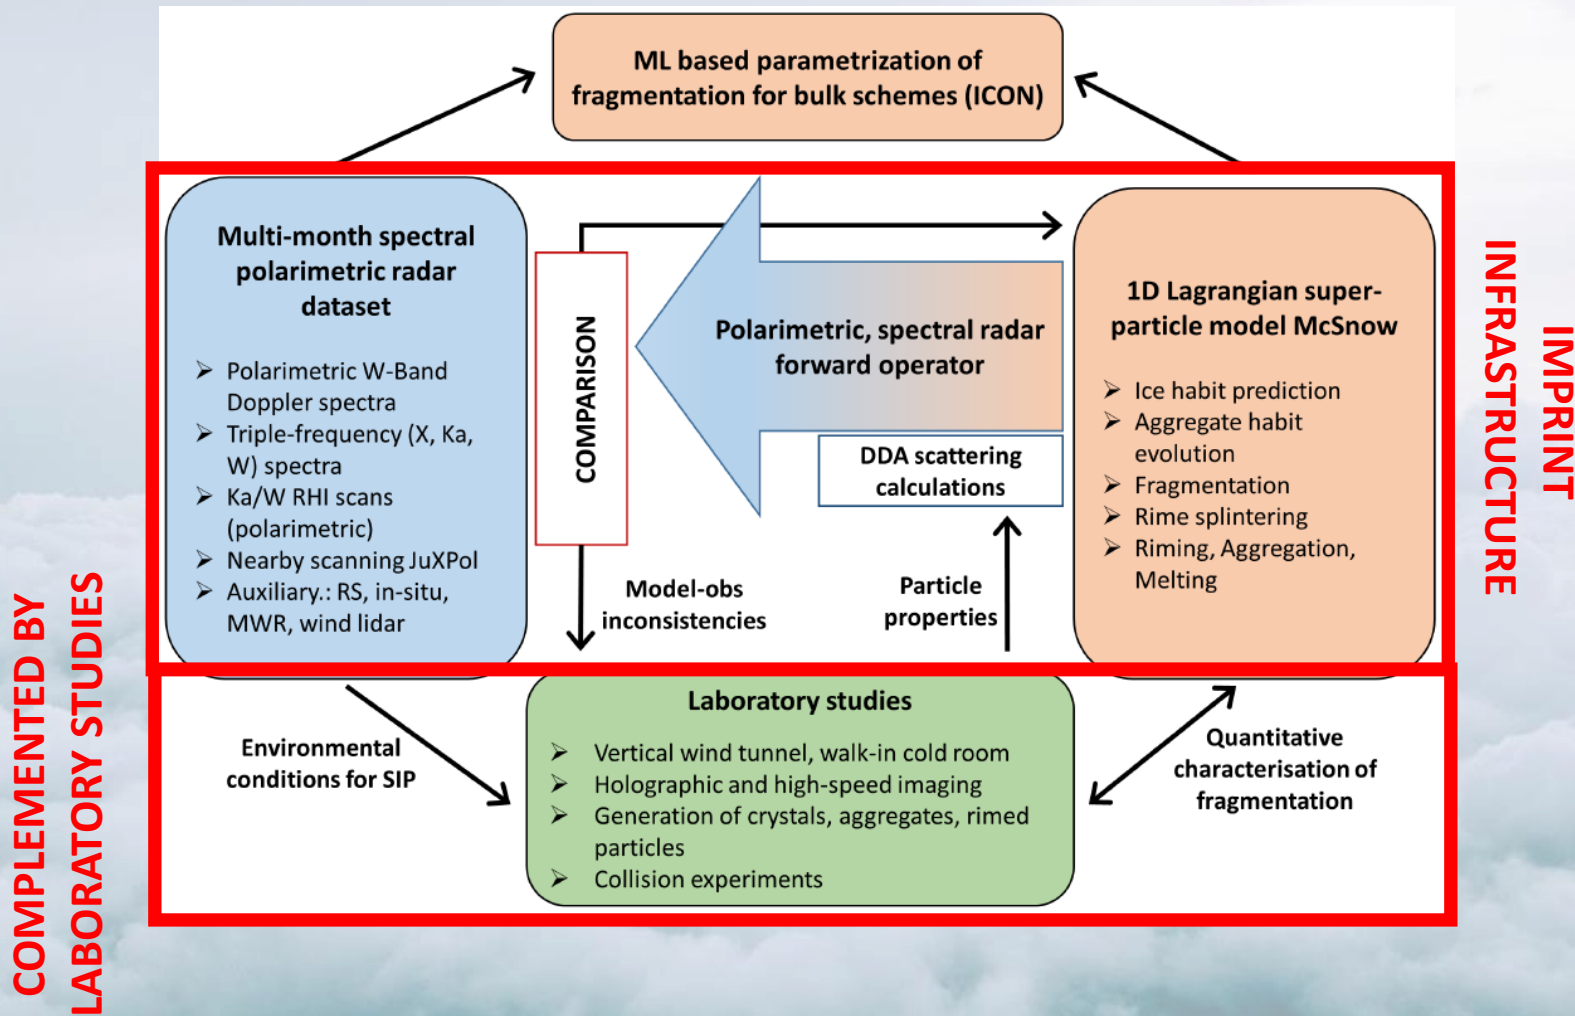 ML based parametrization of
fragmentation for bulk schemes (ICON)
Multi-month spectral
polarimetric radar
dataset
➢ Polarimetric W-Band
Doppler spectra
➢ Triple-frequency (X, Ka,
W) spectra
➢ Ka/W RHI scans
(polarimetric)
➢ Nearby scanning JuXPol
➢ Auxiliary.: RS, in-situ,
MWR, wind lidar
COMPARISON
Polarimetric, spectral radar
forward operator
DDA scattering
calculations
Model-obs
inconsistencies
Particle
properties
1D Lagrangian super-
particle model McSnow
➢ Ice habit prediction
➢ Aggregate habit
evolution
➢ Fragmentation
➢ Rime splintering
➢ Riming, Aggregation,
Melting
IMPRINT
INFRASTRUCTURE
COMPLEMENTED BY
LABORATORY STUDIES
Environmental
conditions for SIP
Laboratory studies
➢ Vertical wind tunnel, walk-in cold room
➢ Holographic and high-speed imaging
➢ Generation of crystals, aggregates, rimed
particles
➢ Collision experiments
Quantitative
characterisation of
fragmentation